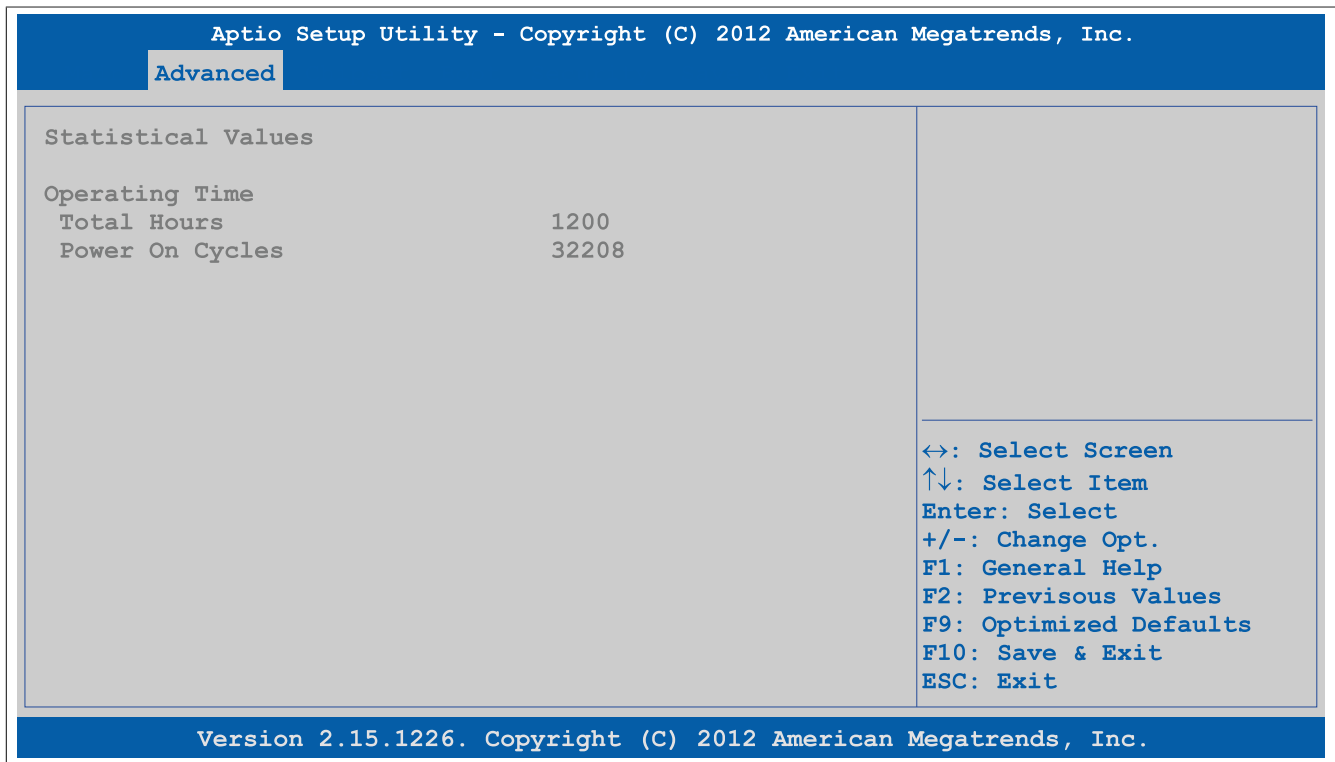 Aptio Setup Utility - Copyright (C) 2012 American Megatrends, Inc.
Advanced
Statistical Values
Operating Time
Total Hours 1200
Power On Cycles 32208
↔: Select Screen
↑↓: Select Item
Enter: Select
+/-: Change Opt.
F1: General Help
F2: Previsous Values
F9: Optimized Defaults
F10: Save & Exit
ESC: Exit
Version 2.15.1226. Copyright (C) 2012 American Megatrends, Inc.